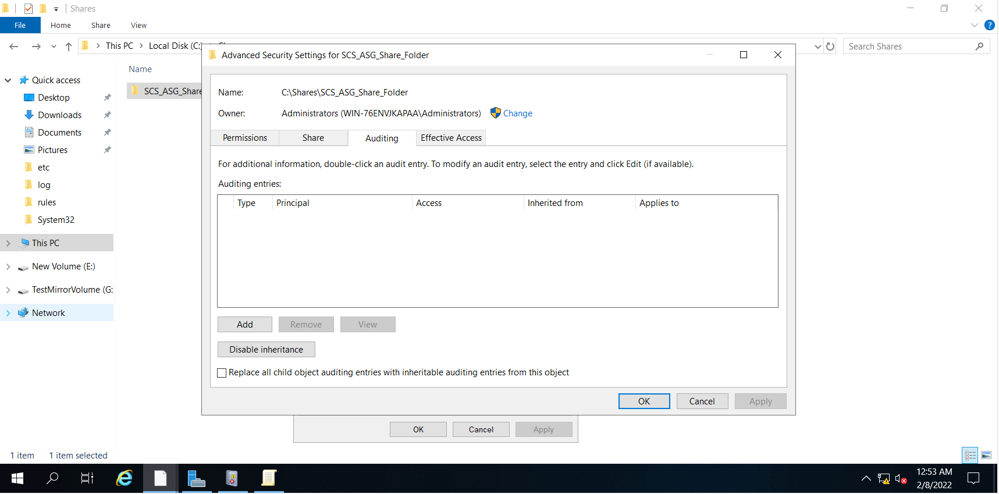 Shares
File Home Share View
This PC > Local Disk (C:)
Search Shares
Name
Quick access
Desktop
Downloads
Documents
Pictures
etc
log
rules
System32
This PC
New Volume (E:)
TestMirrorVolume (G:
Network
SCS_ASG_Share
Advanced Security Settings for SCS_ASG_Share_Folder
Name: C:\Shares\SCS_ASG_Share_Folder
Owner: Administrators (WIN-76ENVJKAPAA\Administrators) Change
Permissions Share Auditing Effective Access
For additional information, double-click an audit entry. To modify an audit entry, select the entry and click Edit (if available).
Auditing entries:
Type Principal Access Inherited from Applies to
Add Remove View
Disable inheritance
Replace all child object auditing entries with inheritable auditing entries from this object
OK Cancel Apply
OK Cancel Apply
1 item 1 item selected
12:53 AM
2/8/2022